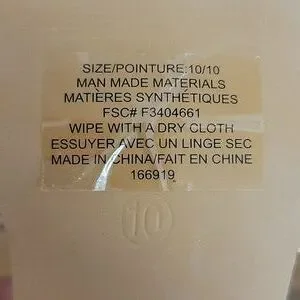 SIZE/POINTURE:10/10
MAN MADE MATERIALS
MATIÈRES SYNTHÉTIQUES
FSC# F3404661
WIPE WITH A DRY CLOTH
ESSUYER AVEC UN LINGE SEC
MADE IN CHINA/FAIT EN CHINE
166919
10